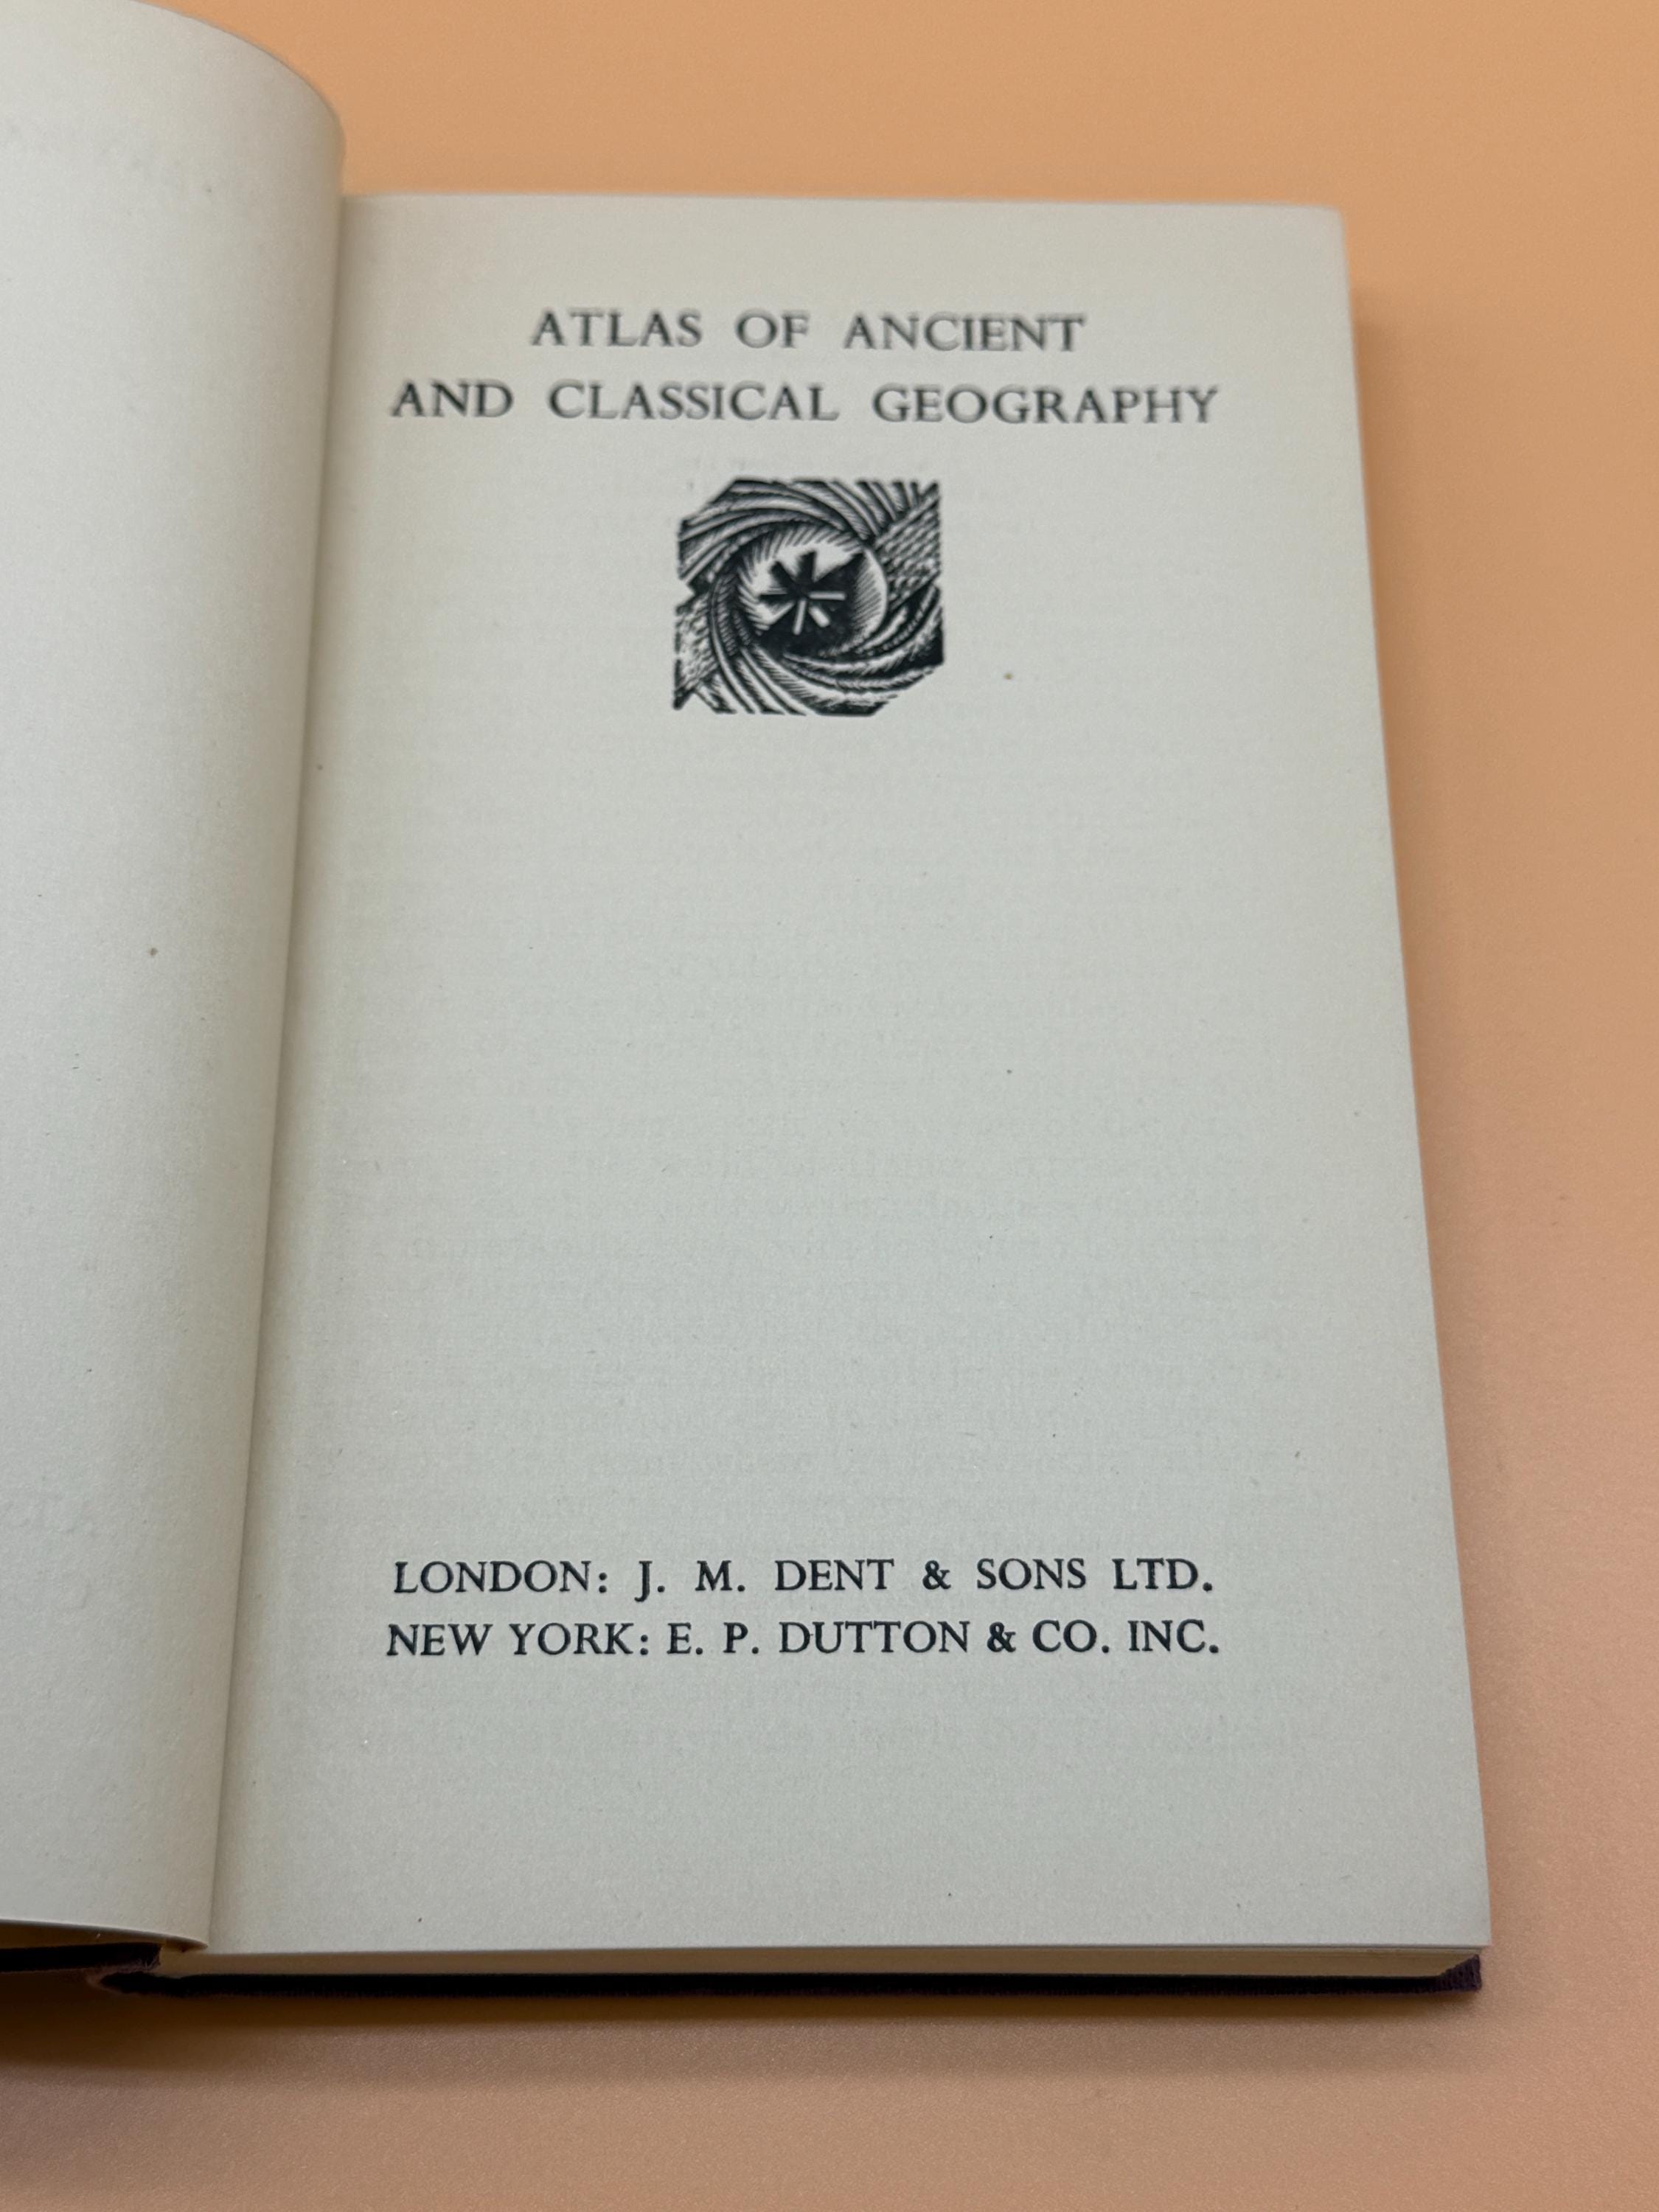 ATLAS OF ANCIENT
AND CLASSICAL GEOGRAPHY
LONDON: J. M. DENT & SONS LTD.
NEW YORK: E. P. DUTTON & CO. INC.